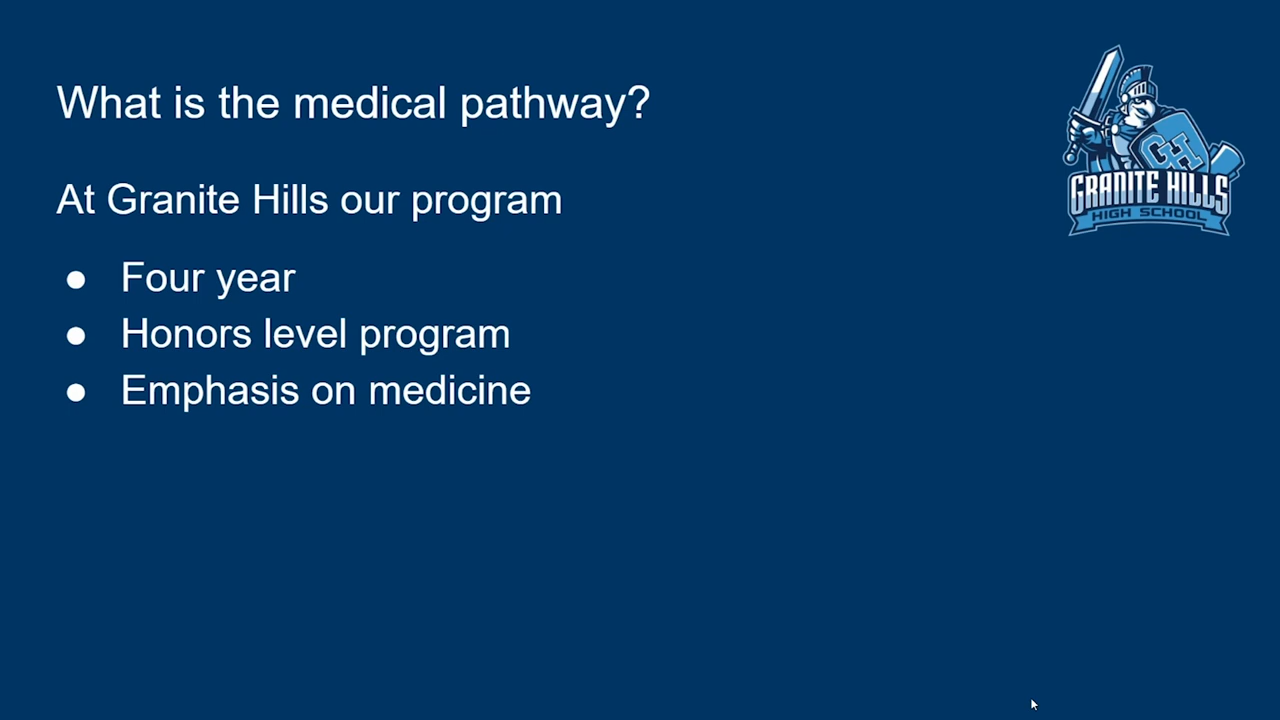 What is the medical pathway?
At Granite Hills our program
● Four year
● Honors level program
● Emphasis on medicine
GH
GRANITE HILLS
HIGH SCHOOL